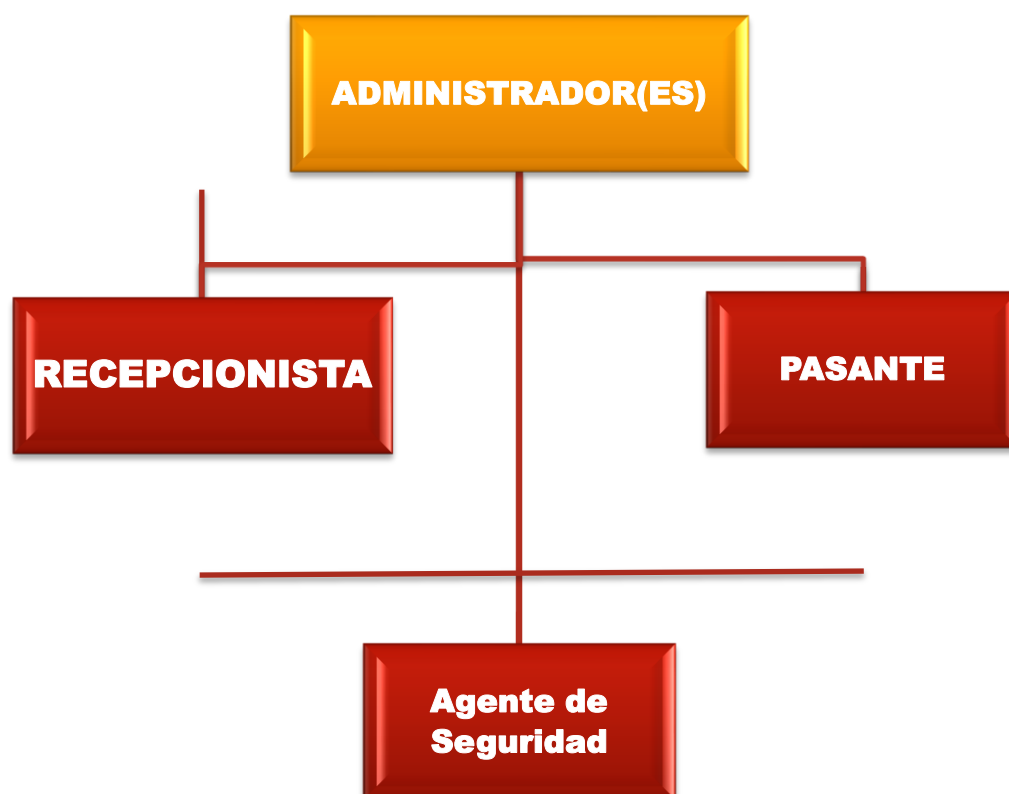 ADMINISTRADOR(ES)
RECEPCIONISTA
PASANTE
Agente de
Seguridad